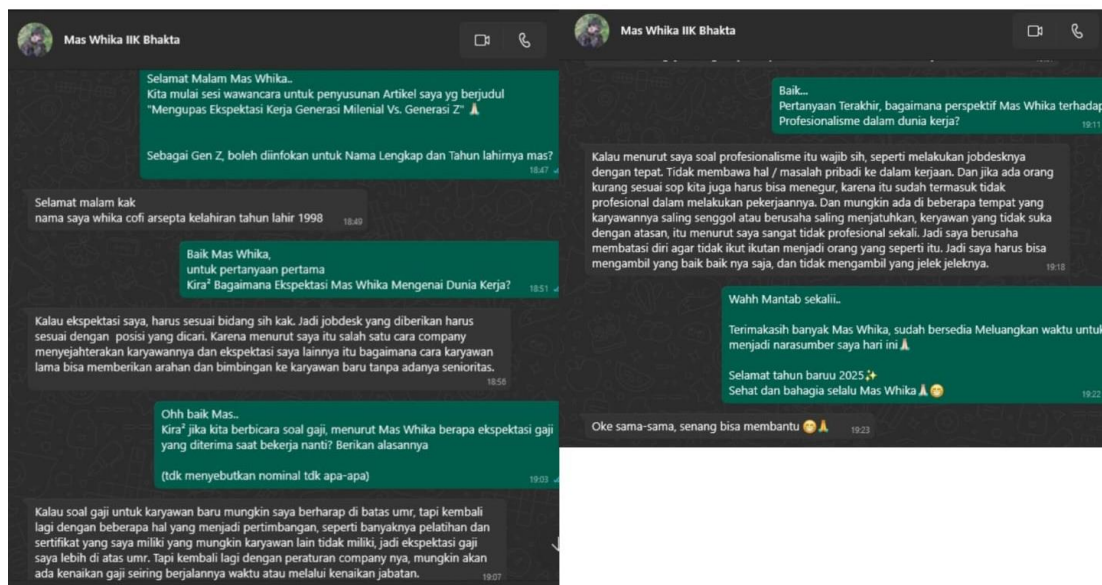 Mas Whika IIK Bhakta
Selamat Malam Mas Whika..
Kita mulai sesi wawancara untuk penyusunan Artikel saya yg berjudul
"Mengupas Ekspektasi Kerja Generasi Milenial Vs. Generasi Z" 🙏🏻
Sebagai Gen Z, boleh diinfokan untuk Nama Lengkap dan Tahun lahirnya mas?
18:47
Selamat malam kak
nama saya whika cofi arsepta kelahiran tahun lahir 1998
18:49
Baik Mas Whika,
untuk pertanyaan pertama
Kira² Bagaimana Ekspektasi Mas Whika Mengenai Dunia Kerja?
18:51
Kalau ekspektasi saya, harus sesuai bidang sih kak. Jadi jobdesk yang diberikan harus
sesuai dengan posisi yang dicari. Karena menurut saya itu salah satu cara company
menyejahterakan karyawannya dan ekspektasi saya lainnya itu bagaimana cara karyawan
lama bisa memberikan arahan dan bimbingan ke karyawan baru tanpa adanya senioritas.
18:56
Ohh baik Mas..
Kira² jika kita berbicara soal gaji, menurut Mas Whika berapa ekspektasi gaji
yang diterima saat bekerja nanti? Berikan alasannya
(tdk menyebutkan nominal tdk apa-apa)
19:03
Kalau soal gaji untuk karyawan baru mungkin saya berharap di batas umr, tapi kembali
lagi dengan beberapa hal yang menjadi pertimbangan, seperti banyaknya pelatihan dan
sertifikat yang saya miliki yang mungkin karyawan lain tidak miliki, jadi ekspektasi gaji
saya lebih di atas umr. Tapi kembali lagi dengan peraturan company nya, mungkin akan
ada kenaikan gaji seiring berjalannya waktu atau melalui kenaikan jabatan.
19:07
Mas Whika IIK Bhakta
Baik...
Pertanyaan Terakhir, bagaimana perspektif Mas Whika terhadap
Profesionalisme dalam dunia kerja?
19:11
Kalau menurut saya soal profesionalisme itu wajib sih, seperti melakukan jobdesknya
dengan tepat. Tidak membawa hal / masalah pribadi ke dalam kerjaan. Dan jika ada orang
kurang sesuai sop kita juga harus bisa menegur, karena itu sudah termasuk tidak
profesional dalam melakukan pekerjaannya. Dan mungkin ada di beberapa tempat yang
karyawannya saling senggol atau berusaha saling menjatuhkan, keryawan yang tidak suka
dengan atasan, itu menurut saya sangat tidak profesional sekali. Jadi saya berusaha
membatasi diri agar tidak ikut ikutan menjadi orang yang seperti itu. Jadi saya harus bisa
mengambil yang baik baik nya saja, dan tidak mengambil yang jelek jeleknya.
19:18
Wahh Mantab sekalii..
Terimakasih banyak Mas Whika, sudah bersedia Meluangkan waktu untuk
menjadi narasumber saya hari ini🙏🏻
Selamat tahun baruu 2025✨
Sehat dan bahagia selalu Mas Whika🙏🏻😁
19:22
Oke sama-sama, senang bisa membantu 😁🙏
19:23